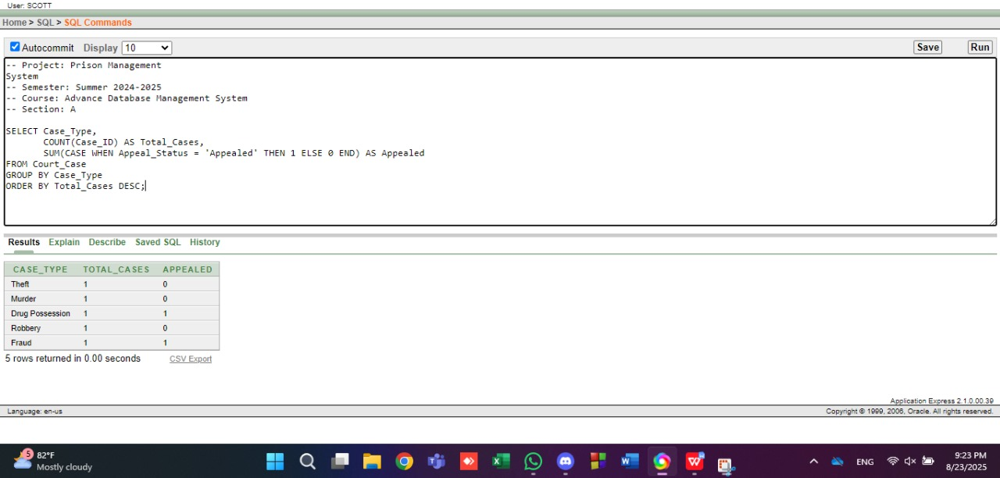 User: SCOTT
Home > SQL > SQL Commands
Autocommit Display 10 Save Run
-- Project: Prison Management
System
-- Semester: Summer 2024-2025
-- Course: Advance Database Management System
-- Section: A
SELECT Case_Type,
COUNT(Case_ID) AS Total_Cases,
SUM(CASE WHEN Appeal_Status = 'Appealed' THEN 1 ELSE 0 END) AS Appealed
FROM Court_Case
GROUP BY Case_Type
ORDER BY Total_Cases DESC;
Results Explain Describe Saved SQL History
CASE_TYPE TOTAL_CASES APPEALED
Theft 1 0
Murder 1 0
Drug Possession 1 1
Robbery 1 0
Fraud 1 1
5 rows returned in 0.00 seconds CSV Export
Application Express 2.1.0.00.39
Language: en-us Copyright © 1999, 2006, Oracle. All rights reserved.
5 82°F
Mostly cloudy
ENG
9:23 PM
8/23/2025